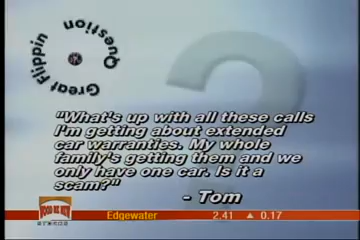 Great Flippin
Question
"What's up with all these calls
I'm getting about extended
car warranties. My whole
family's getting them and we
only have one car. Is it a
scam?"
- Tom
Edgewater 2.41 ▲ 0.17